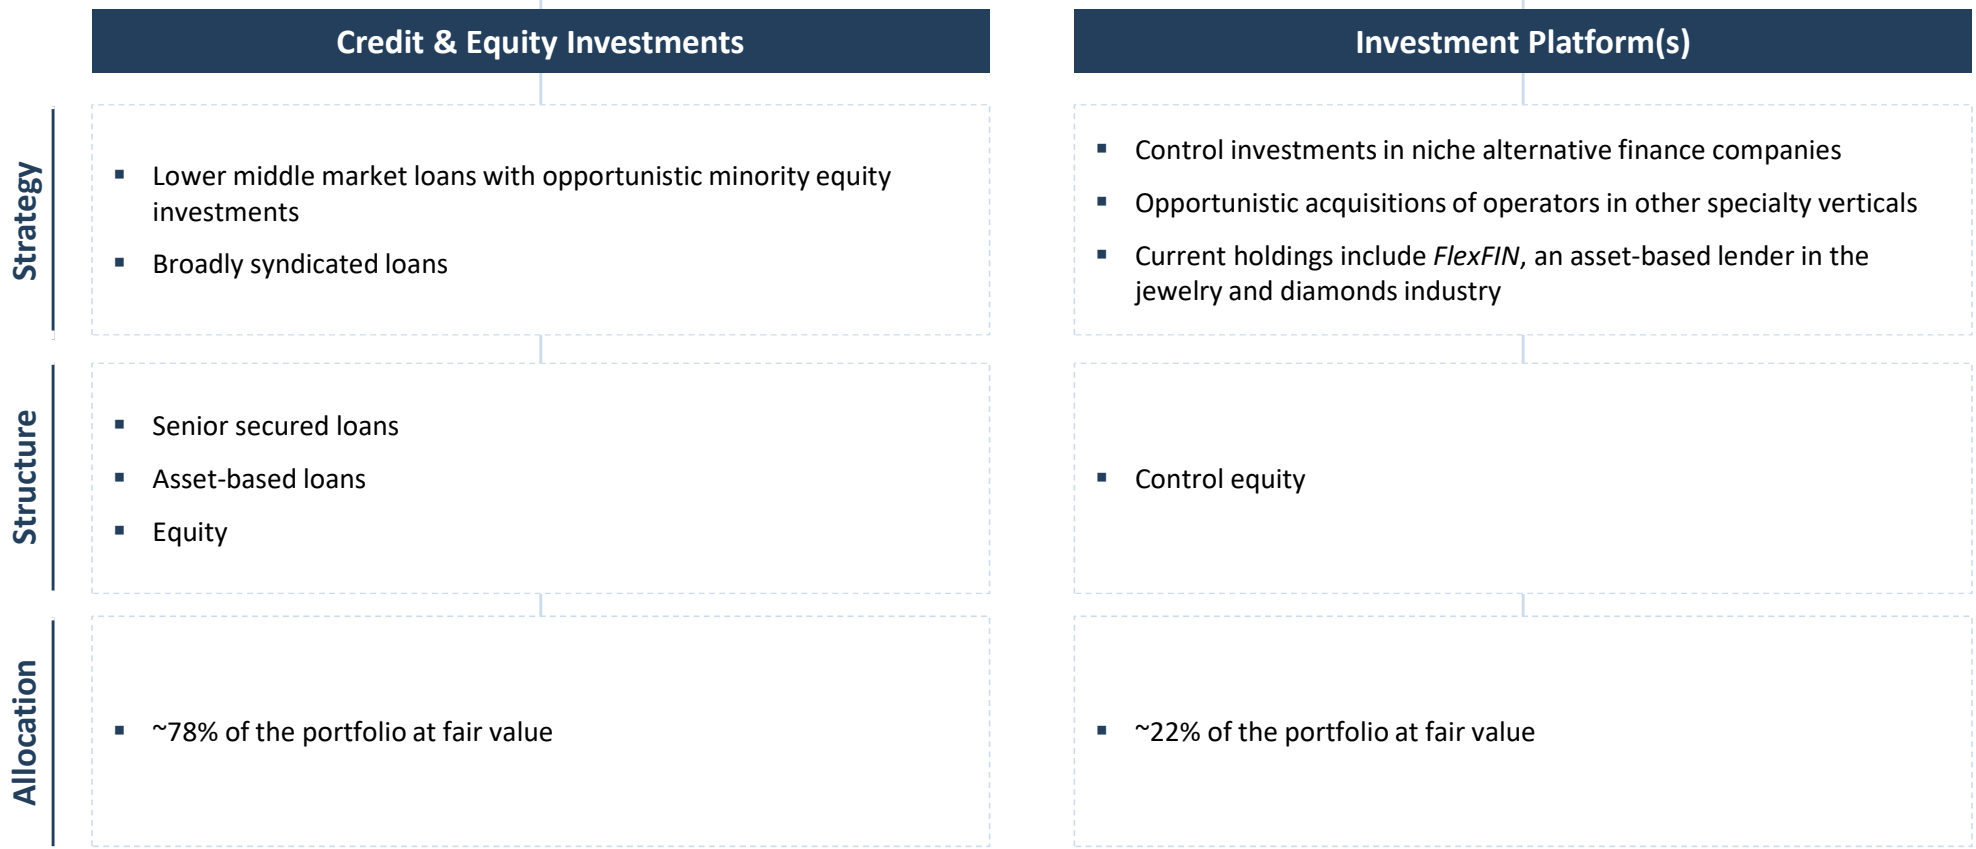 Credit & Equity Investments
Investment Platform(s)
Strategy
▪ Lower middle market loans with opportunistic minority equity
investments
▪ Broadly syndicated loans
▪ Control investments in niche alternative finance companies
▪ Opportunistic acquisitions of operators in other specialty verticals
▪ Current holdings include FlexFIN, an asset-based lender in the
jewelry and diamonds industry
Structure
▪ Senior secured loans
▪ Asset-based loans
▪ Equity
▪ Control equity
Allocation
▪ ~78% of the portfolio at fair value
▪ ~22% of the portfolio at fair value